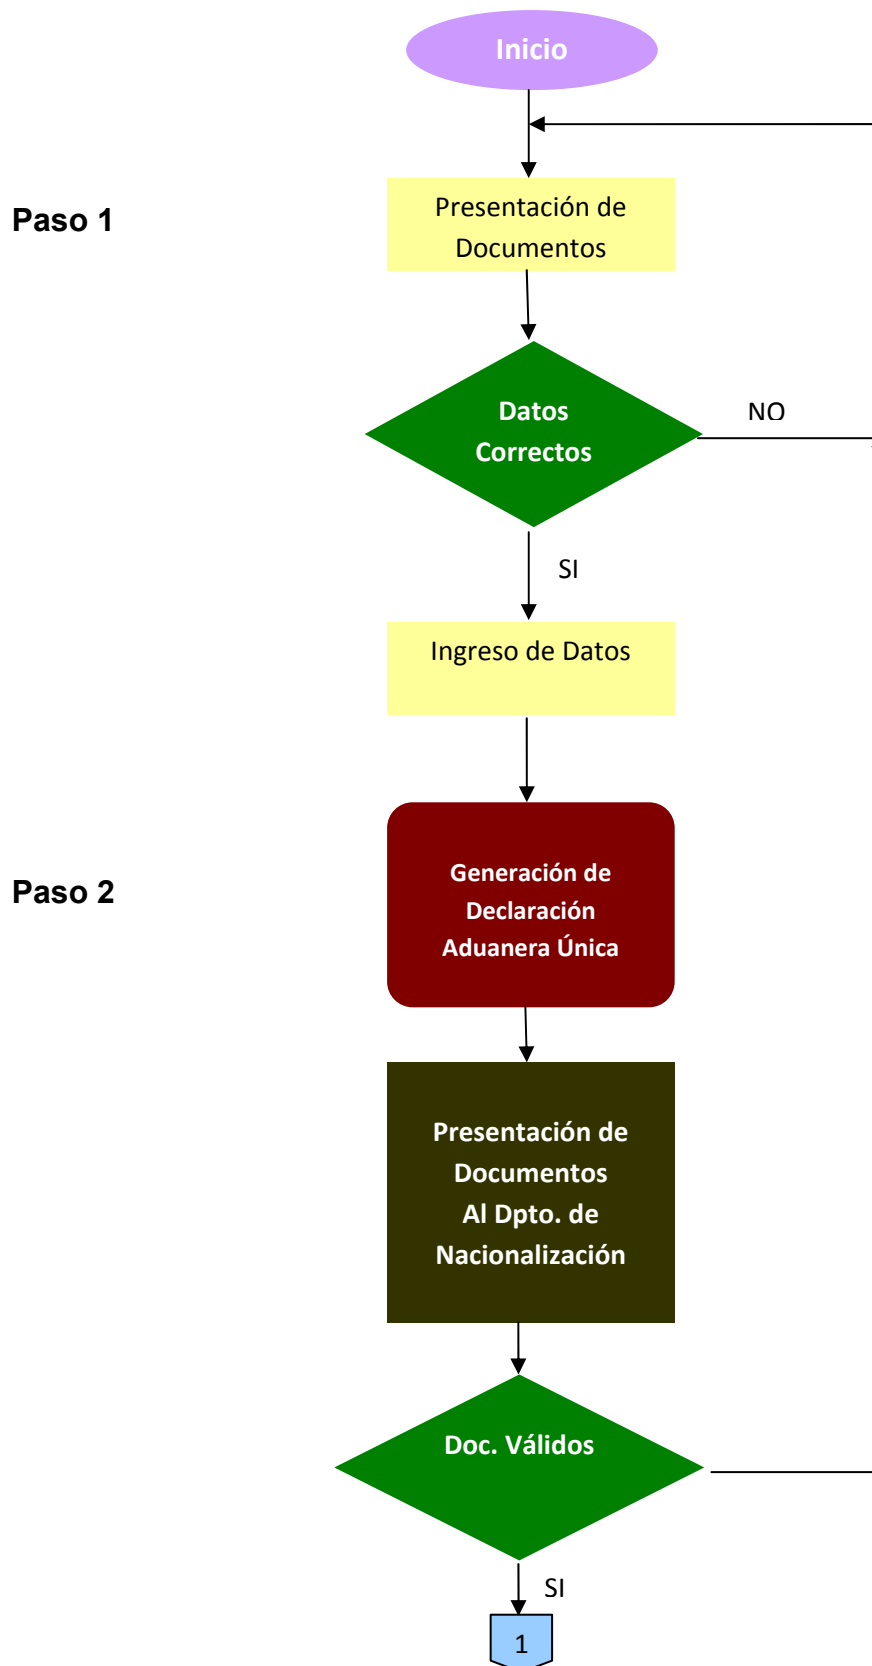 Inicio
Paso 1
Presentación de
Documentos
Datos
Correctos
NO
SI
Ingreso de Datos
Paso 2
Generación de
Declaración
Aduanera Única
Presentación de
Documentos
Al Dpto. de
Nacionalización
Doc. Válidos
SI
1